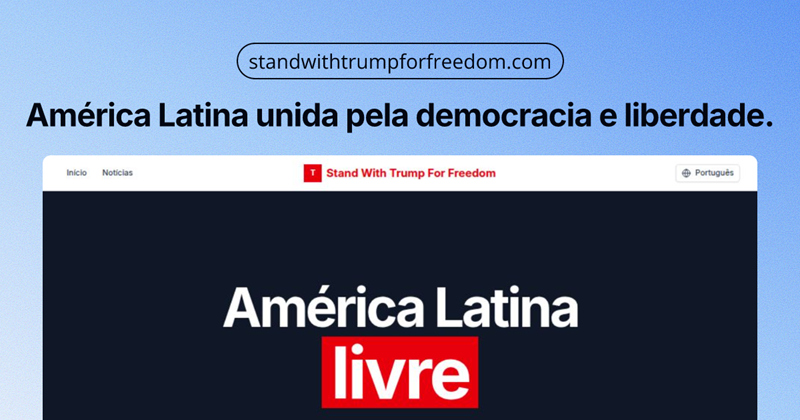 standwithtrumpforfreedom.com
América Latina unida pela democracia e liberdade.
Início Notícias T Stand With Trump For Freedom Português
América Latina
livre